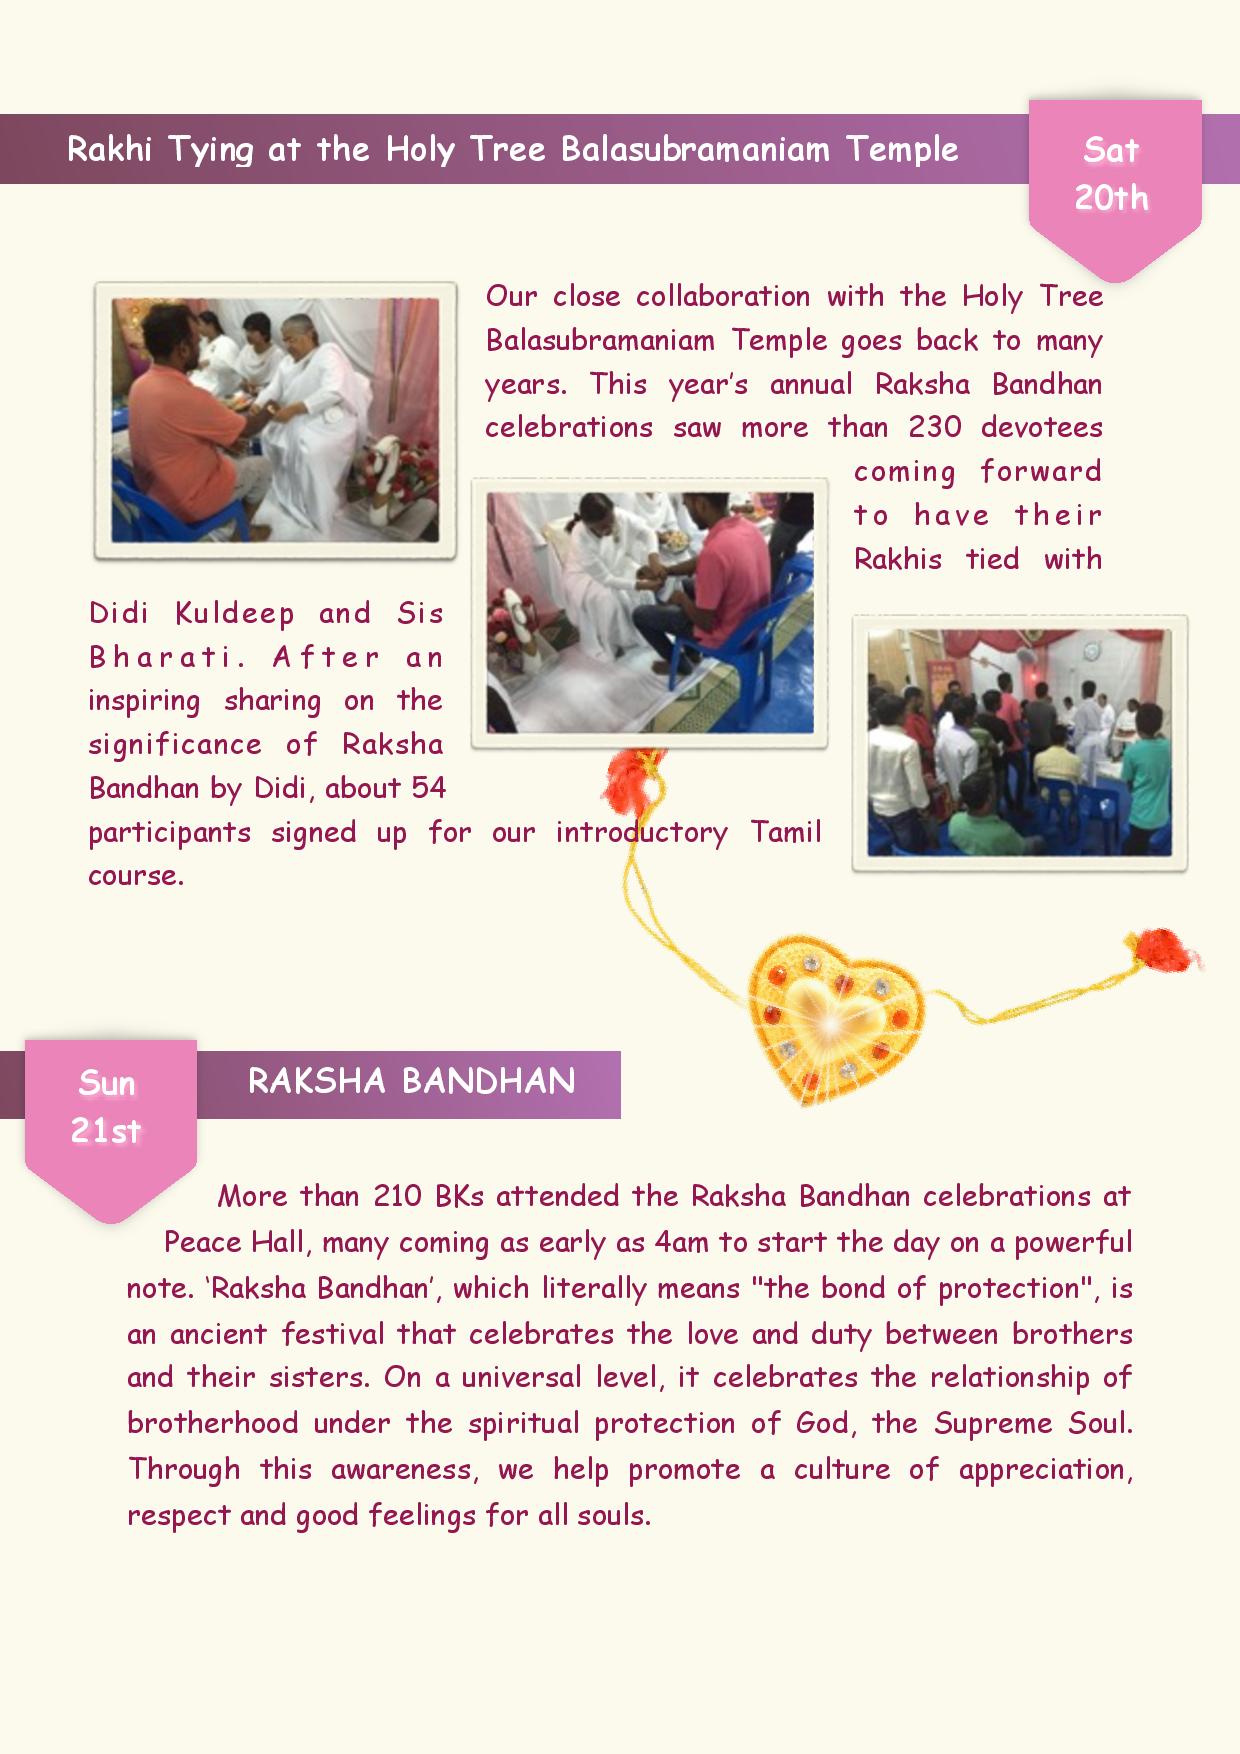 Rakhi Tying at the Holy Tree Balasubramaniam Temple
Sat
20th
Our close collaboration with the Holy Tree
Balasubramaniam Temple goes back to many
years. This year’s annual Raksha Bandhan
celebrations saw more than 230 devotees
coming forward
to have their
Rakhis tied with
Didi Kuldeep and Sis
Bharati. After an
inspiring sharing on the
significance of Raksha
Bandhan by Didi, about 54
participants signed up for our introductory Tamil
course.
Sun
21st
RAKSHA BANDHAN
More than 210 BKs attended the Raksha Bandhan celebrations at
Peace Hall, many coming as early as 4am to start the day on a powerful
note. ‘Raksha Bandhan’, which literally means "the bond of protection", is
an ancient festival that celebrates the love and duty between brothers
and their sisters. On a universal level, it celebrates the relationship of
brotherhood under the spiritual protection of God, the Supreme Soul.
Through this awareness, we help promote a culture of appreciation,
respect and good feelings for all souls.